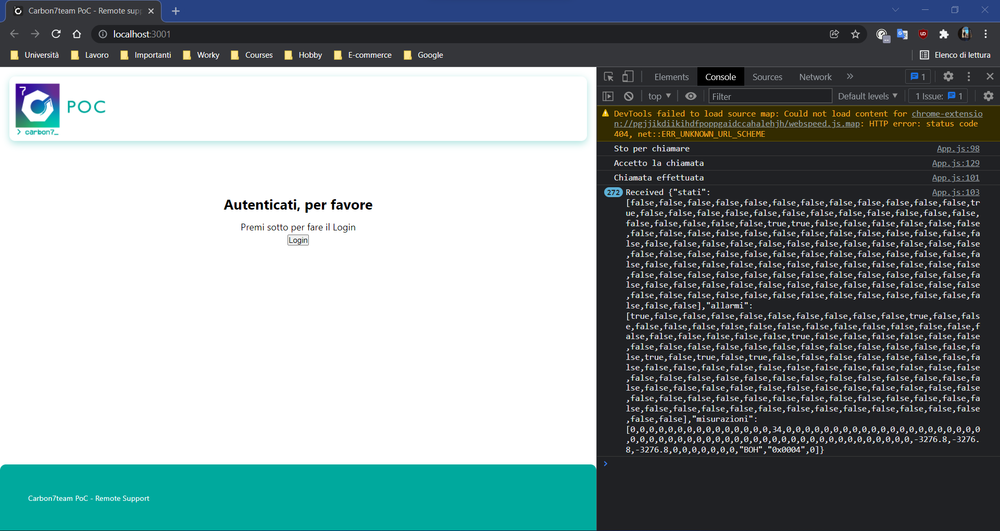 Carbon7team PoC - Remote supp
localhost:3001
Università Lavoro Importanti Worky Courses Hobby E-commerce Google Elenco di lettura
7
POC
> carbon7_
Autenticati, per favore
Premi sotto per fare il Login
Login
Carbon7team PoC - Remote Support
Elements Console Sources Network » 1
top Filter Default levels 1 Issue: 1
DevTools failed to load source map: Could not load content for chrome-extensio
n://pgjjikdiikihdfpoppgaidccahalehjh/webspeed.js.map: HTTP error: status code
404, net::ERR_UNKNOWN_URL_SCHEME
Sto per chiamare App.js:98
Accetto la chiamata App.js:129
Chiamata effettuata App.js:101
272 Received {"stati": App.js:103
[false,false,false,false,false,false,false,false,false,false,false,false,tr
ue,false,false,false,false,false,false,false,false,false,false,false,false,
false,false,false,false,false,true,true,false,false,false,false,false,false
,false,false,false,false,false,false,false,false,false,false,false,false,fa
lse,false,false,false,false,false,false,false,false,false,false,false,false
,false,false,false,false,false,false,false,false,false,false,false,false,fa
lse,false,false,false,false,false,false,false,false,false,false,false,false
,false,false,false,false,false,false,false,false,false,false,false,false,fa
lse,false,false,false,false,false,false,false,false,false,false,false,false
,false,false,false,false,false,false,false,false,false,false,false,false,fa
lse,false,false],"allarmi":
[true,false,false,false,false,false,false,false,false,false,true,false,fals
e,false,false,false,false,false,false,false,false,false,false,false,false,f
alse,false,false,false,false,false,true,false,false,false,false,false,false
,false,false,false,false,false,false,false,false,false,false,false,false,fa
lse,true,false,true,false,true,false,false,false,false,false,false,false,fa
lse,false,false,false,false,false,false,false,false,false,false,false,false
,false,false,false,false,false,false,false,false,false,false,false,false,fa
lse,false,false,false,false,false,false,false,false,false,false,false,false
,false,false,false,false,false,false,false,false,false,false,false,false,fa
lse,false,false,false,false,false,false,false,false,false,false,false,false
,false,false],"misurazioni":
[0,0,0,0,0,0,0,0,0,0,0,0,0,0,0,34,0,0,0,0,0,0,0,0,0,0,0,0,0,0,0,0,0,0,0,0,0
,0,0,0,0,0,0,0,0,0,0,0,0,0,0,0,0,0,0,0,0,0,0,0,0,0,0,0,0,0,0,-3276.8,-3276.
8,-3276.8,0,0,0,0,0,0,0,"BOH","0x0004",0]}
>